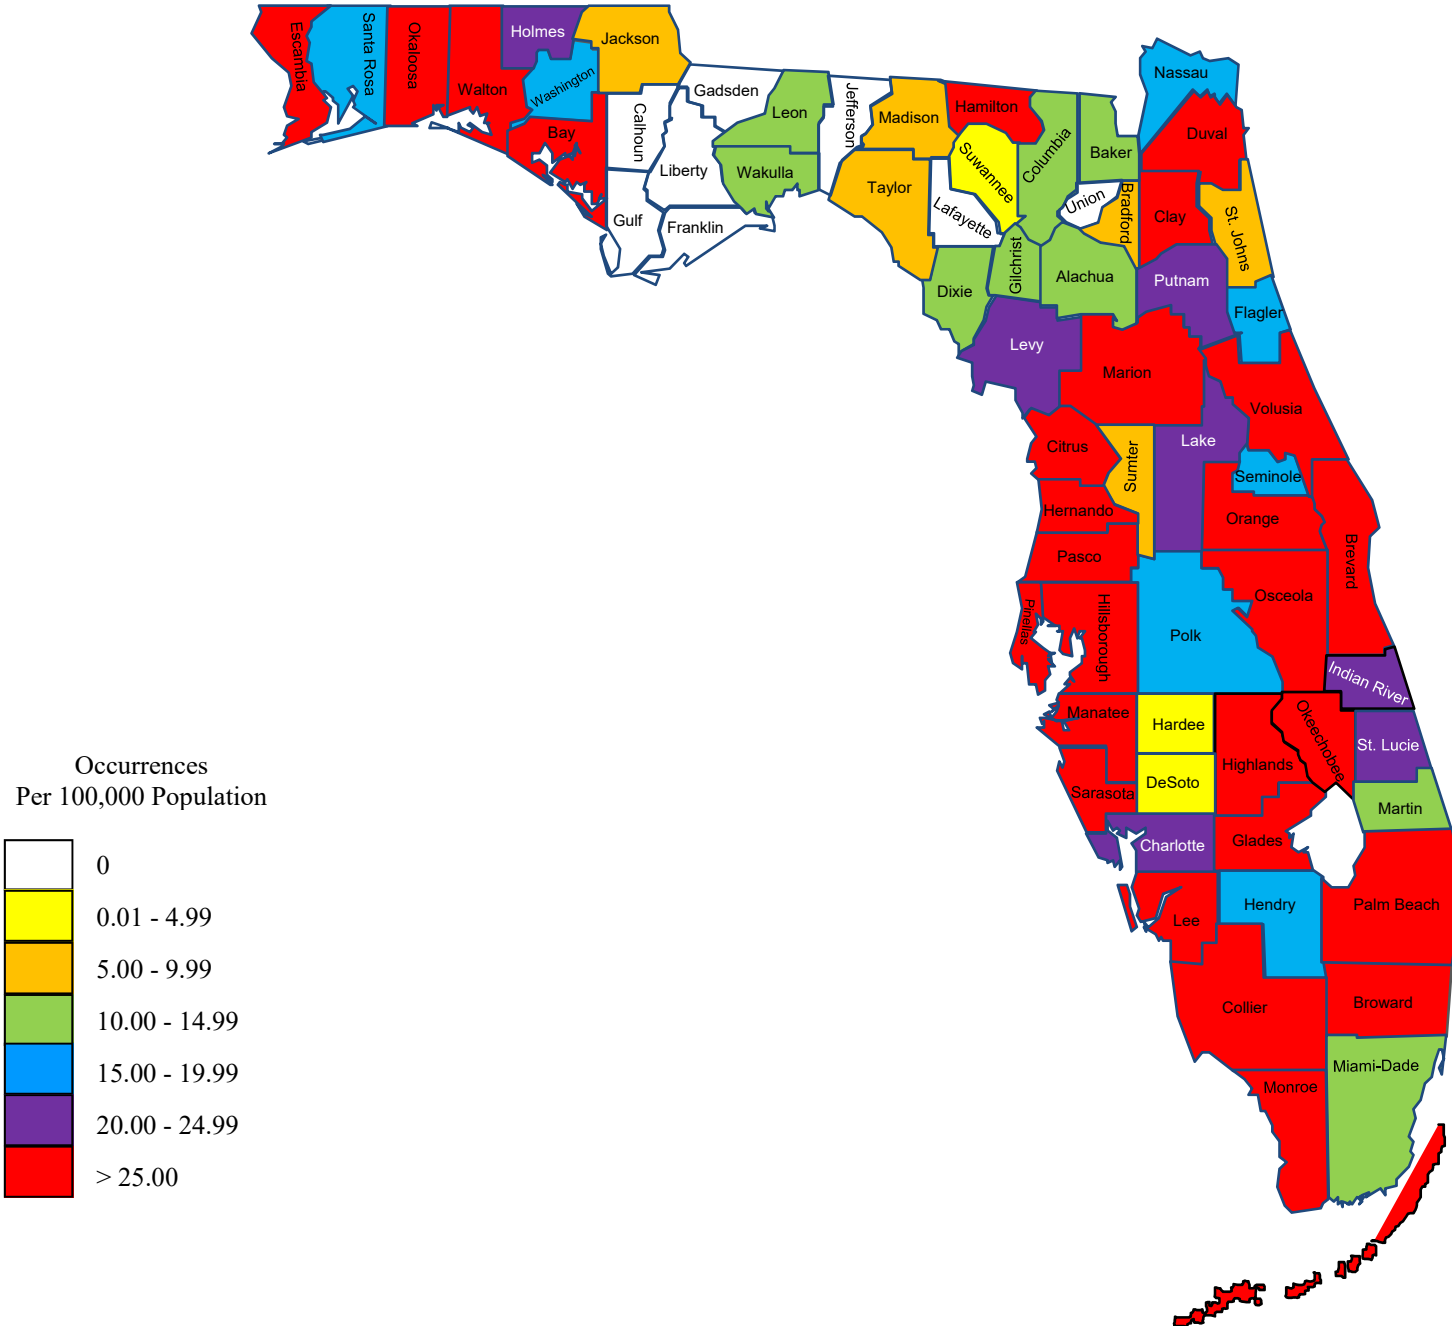 Escambia
Santa Rosa
Okaloosa
Walton
Holmes
Washington
Jackson
Bay
Calhoun
Gadsden
Liberty
Gulf
Franklin
Leon
Wakulla
Jefferson
Madison
Taylor
Hamilton
Suwannee
Lafayette
Columbia
Baker
Union
Bradford
Nassau
Duval
Clay
St. Johns
Dixie
Gilchrist
Alachua
Putnam
Flagler
Levy
Marion
Volusia
Citrus
Sumter
Lake
Seminole
Hernando
Orange
Pasco
Brevard
Pinellas
Hillsborough
Polk
Osceola
Indian River
Manatee
Hardee
Highlands
Okeechobee
St. Lucie
Sarasota
DeSoto
Martin
Charlotte
Glades
Lee
Hendry
Palm Beach
Collier
Broward
Miami-Dade
Monroe
Occurrences
Per 100,000 Population
0
0.01 - 4.99
5.00 - 9.99
10.00 - 14.99
15.00 - 19.99
20.00 - 24.99
> 25.00